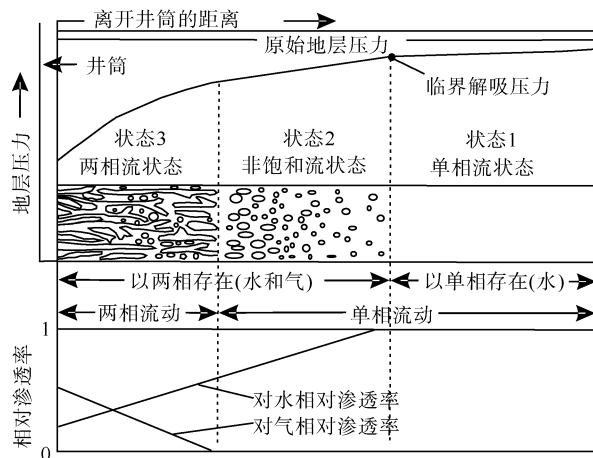 离开井筒的距离
原始地层压力
井筒
临界解吸压力
地层压力
状态3
两相流状态
状态2
非饱和流状态
状态1
单相流状态
以两相存在(水和气)
以单相存在(水)
两相流动
单相流动
1
相对渗透率
对水相对渗透率
对气相对渗透率
0